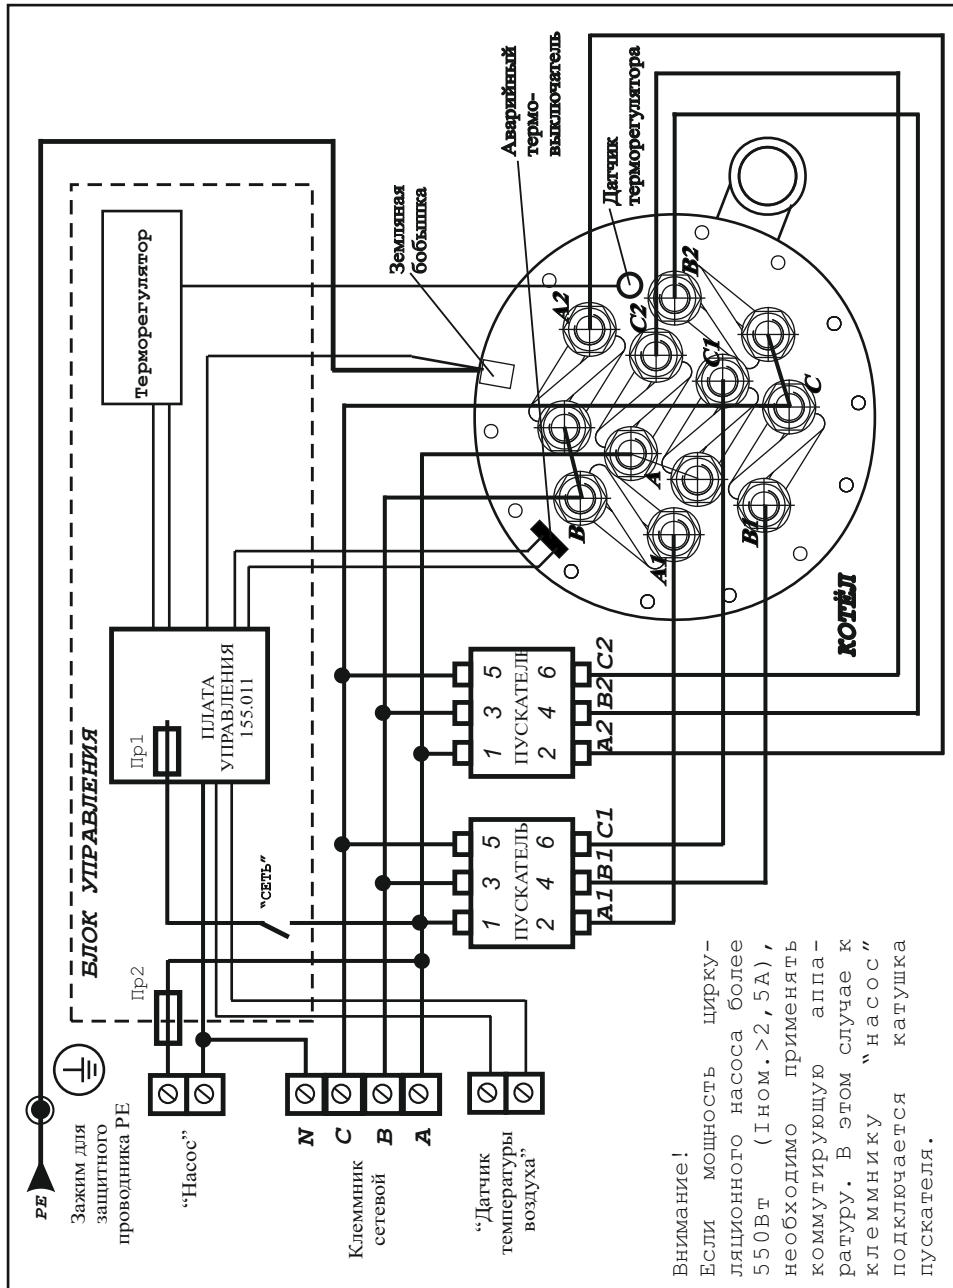 БЛОК УПРАВЛЕНИЯ
Терморегулятор
Пр1
ПЛАТА
УПРАВЛЕНИЯ
155.011
Пр2
“СЕТЬ”
PE
Зажим для
защитного
проводника PE
“Насос”
N
C
B
A
Клеммник
сетевой
“Датчик
температуры
воздуха”
Земляная
бобышка
Аварийный
термо-
выключатель
Датчик
терморегулятора
A2
C2
B2
C1
C
B
A
A1
B1
КОТЁЛ
1 3 5
ПУСКАТЕЛЬ
2 4 6
A1 B1 C1
1 3 5
ПУСКАТЕЛЬ
2 4 6
A2 B2 C2
Внимание!
Если мощность цирку-
ляционного насоса более
550Вт (Iном.>2,5А),
необходимо применять
коммутирующую аппа-
ратуру. В этом случае к
клеммнику “насос”
подключается катушка
пускателя.